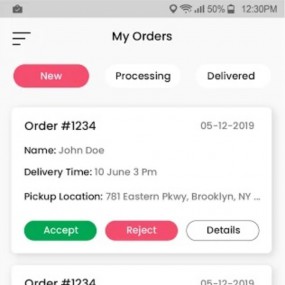 50% 12:30PM
My Orders
New Processing Delivered
Order #1234 05-12-2019
Name: John Doe
Delivery Time: 10 June 3 Pm
Pickup Location: 781 Eastern Pkwy, Brooklyn, NY ...
Accept Reject Details
Order #1234 05-12-2019